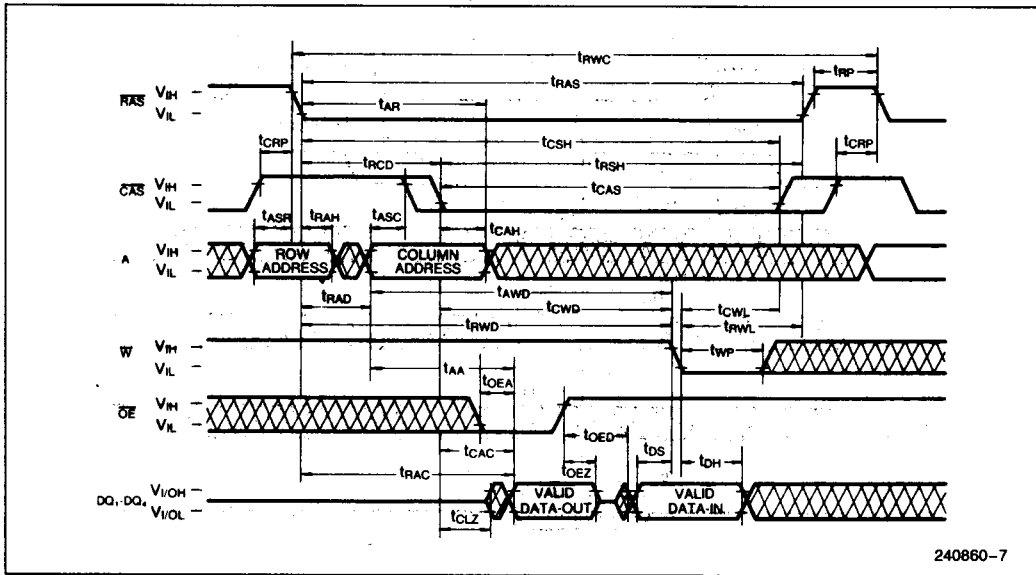 tRWC
tRP
tRAS
tAR
RAS VIH
VIL
tCRP
tCSH
tCRP
tRCD
tRSH
CAS VIH
VIL
tCAS
tASR tRAH tASC
tCAH
A VIH
VIL
ROW ADDRESS
COLUMN ADDRESS
tRAD
tAWD
tCWD
tCWL
tRWD
tRWL
W VIH
VIL
tWP
tAA
tOEA
OE VIH
VIL
tOED
tCAC
tDS tDH
tRAC
tOEZ
DQ1-DQ4 VI/OH
VI/OL
VALID DATA-OUT
VALID DATA-IN
tCLZ
240860-7